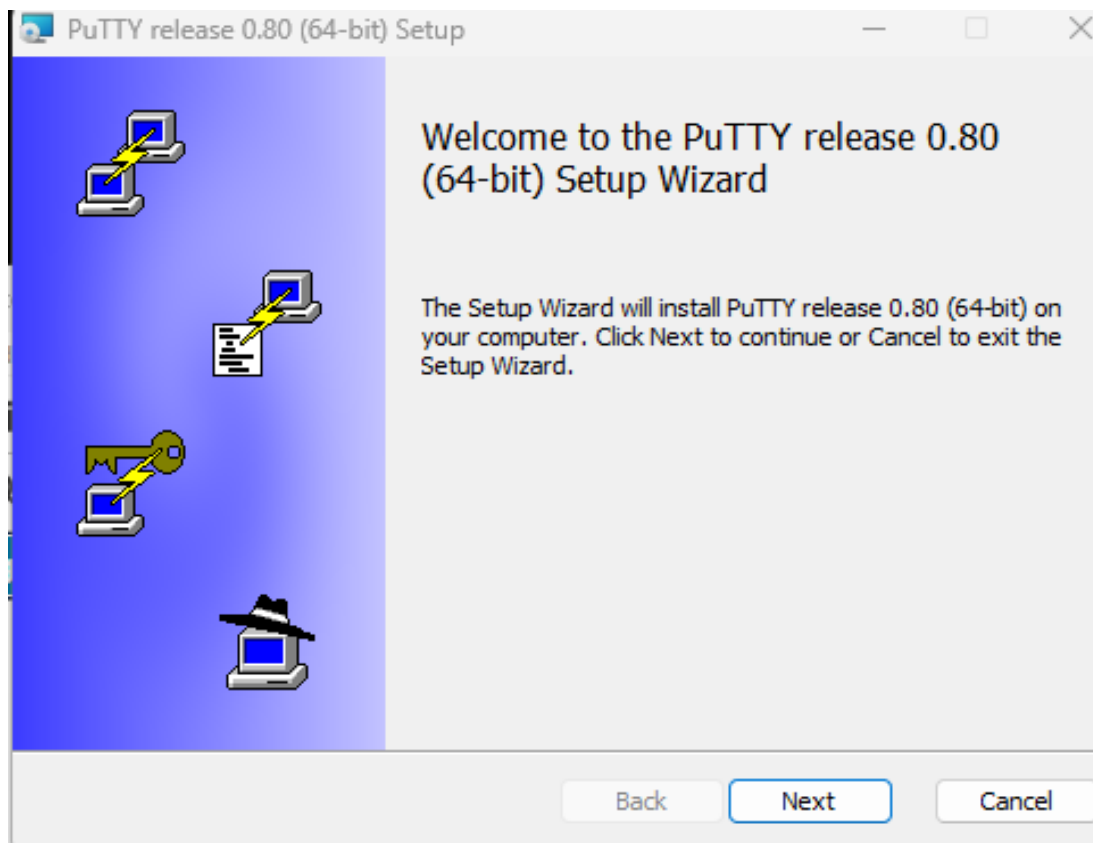 PuTTY release 0.80 (64-bit) Setup
Welcome to the PuTTY release 0.80
(64-bit) Setup Wizard
The Setup Wizard will install PuTTY release 0.80 (64-bit) on
your computer. Click Next to continue or Cancel to exit the
Setup Wizard.
Back Next Cancel